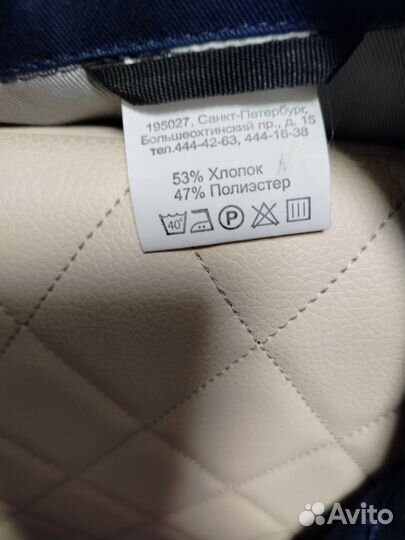 195027, Санкт-Петербург,
Большеохтинский пр., д. 15
тел.444-42-63, 444-16-38
53% Хлопок
47% Полиэстер
40° P
Avito